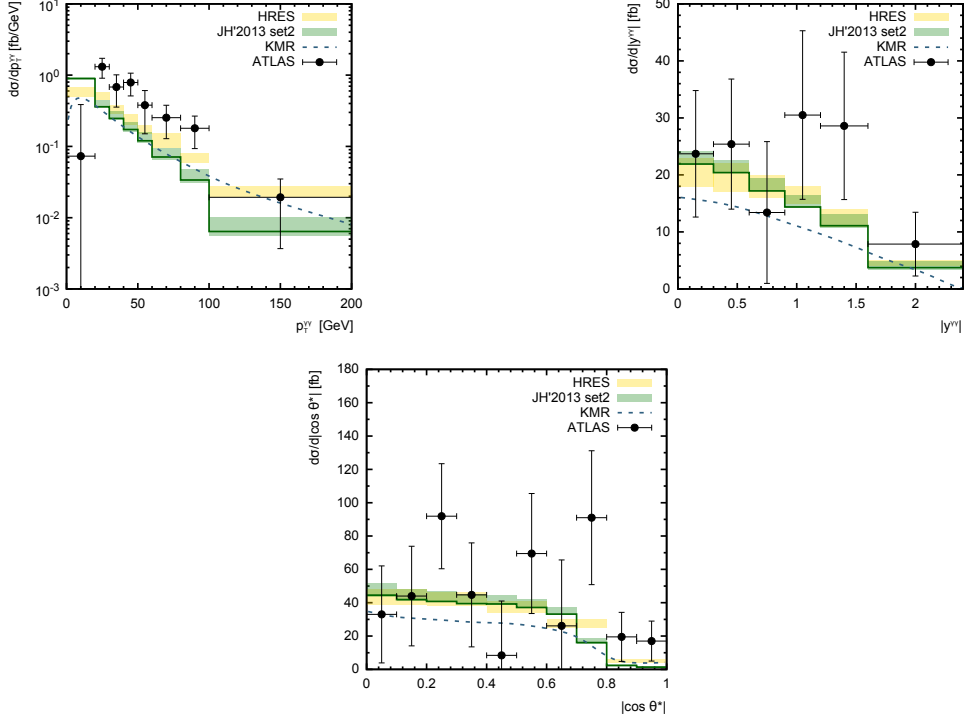 dσ/dp_T^γγ [fb/GeV]
HRES
JH'2013 set2
KMR
ATLAS
10^1
10^0
10^-1
10^-2
10^-3
0 50 100 150 200
p_T^γγ [GeV]
dσ/d|y^γγ| [fb]
HRES
JH'2013 set2
KMR
ATLAS
50
40
30
20
10
0
0 0.5 1 1.5 2
|y^γγ|
dσ/d|cos θ*| [fb]
HRES
JH'2013 set2
KMR
ATLAS
180
160
140
120
100
80
60
40
20
0
0 0.2 0.4 0.6 0.8 1
|cos θ*|